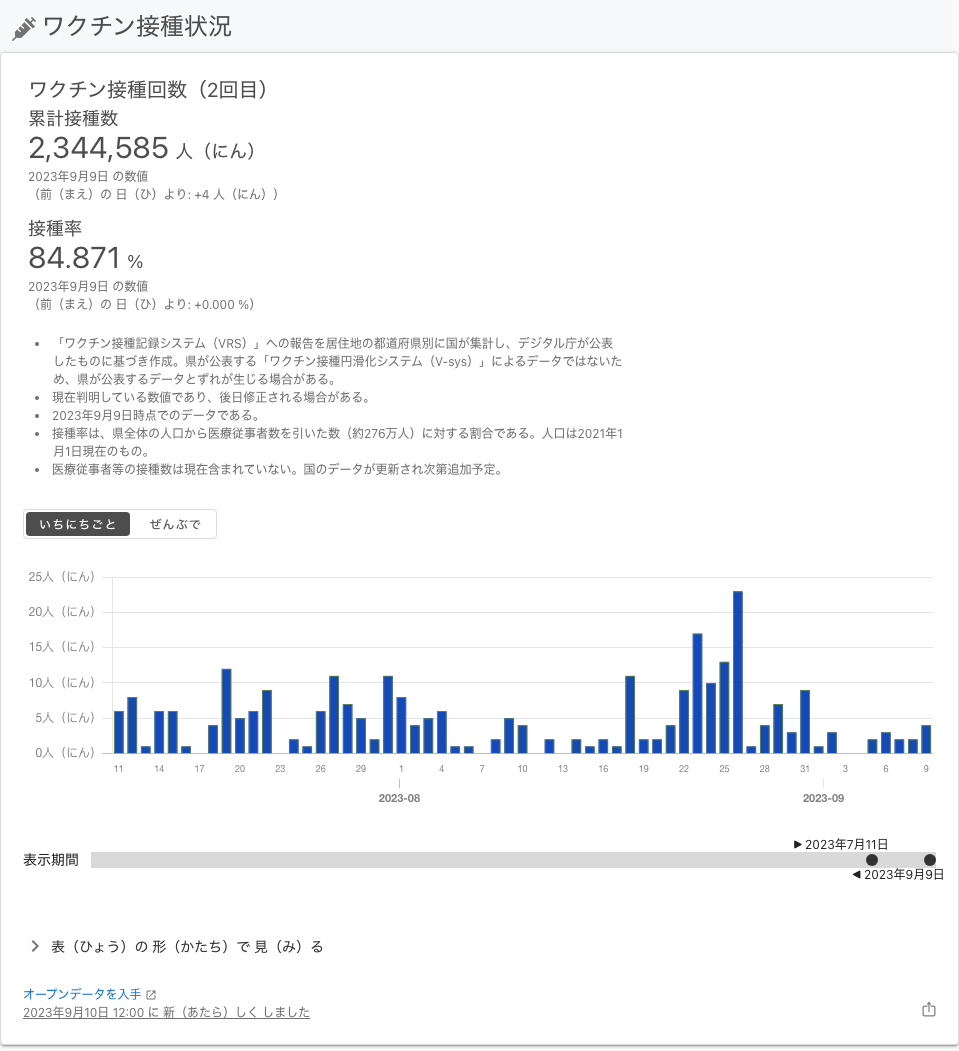 ワクチン接種状況
ワクチン接種回数（2回目）
累計接種数
2,344,585 人（にん）
2023年9月9日 の数値
（前（まえ）の 日（ひ）より: +4 人（にん））
接種率
84.871 %
2023年9月9日 の数値
（前（まえ）の 日（ひ）より: +0.000 %）
• 「ワクチン接種記録システム（VRS）」への報告を居住地の都道府県別に国が集計し、デジタル庁が公表
したものに基づき作成。県が公表する「ワクチン接種円滑化システム（V-sys）」によるデータではないた
め、県が公表するデータとずれが生じる場合がある。
• 現在判明している数値であり、後日修正される場合がある。
• 2023年9月9日時点でのデータである。
• 接種率は、県全体の人口から医療従事者数を引いた数（約276万人）に対する割合である。人口は2021年1
月1日現在のもの。
• 医療従事者等の接種数は現在含まれていない。国のデータが更新され次第追加予定。
いちにちごと ぜんぶで
25人（にん）
20人（にん）
15人（にん）
10人（にん）
5人（にん）
0人（にん）
11 14 17 20 23 26 29 1 4 7 10 13 16 19 22 25 28 31 3 6 9
2023-08 2023-09
▶ 2023年7月11日
表示期間
◀ 2023年9月9日
表（ひょう）の 形（かたち）で 見（み）る
オープンデータを入手
2023年9月10日 12:00 に 新（あたら）しく しました